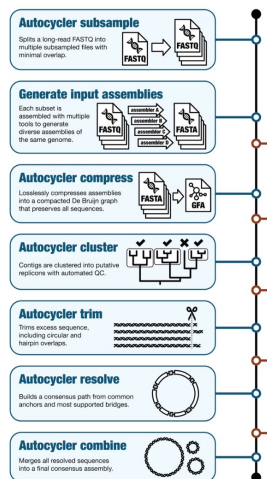 Autocycler subsample
Splits a long-read FASTQ into
multiple subsampled files with
minimal overlap.
FASTQ
FASTQ
Generate input assemblies
Each subset is
assembled with multiple
tools to generate
diverse assemblies of
the same genome.
FASTQ
assembler A
assembler B
assembler C
assembler D
FASTA
Autocycler compress
Losslessly compresses assemblies
into a compacted De Bruijn graph
that preserves all sequences.
FASTA
GFA
Autocycler cluster
Contigs are clustered into putative
replicons with automated QC.
Autocycler trim
Trims excess sequence,
including circular and
hairpin overlaps.
Autocycler resolve
Builds a consensus path from common
anchors and most supported bridges.
Autocycler combine
Merges all resolved sequences
into a final consensus assembly.